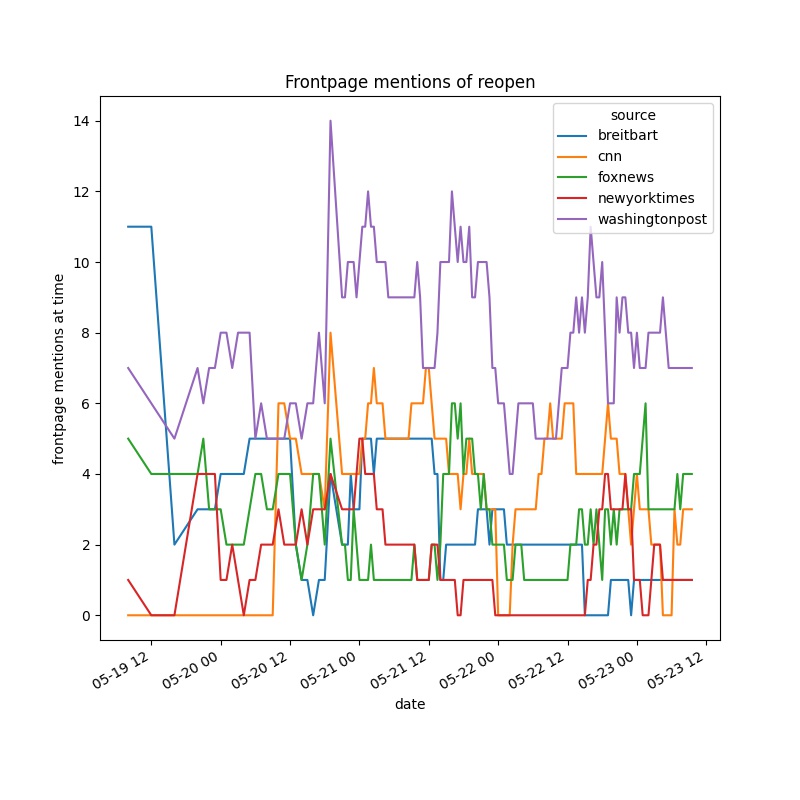 Frontpage mentions of reopen
source
breitbart
cnn
foxnews
newyorktimes
washingtonpost
frontpage mentions at time
14
12
10
8
6
4
2
0
05-19 12
05-20 00
05-20 12
05-21 00
05-21 12
05-22 00
05-22 12
05-23 00
05-23 12
date